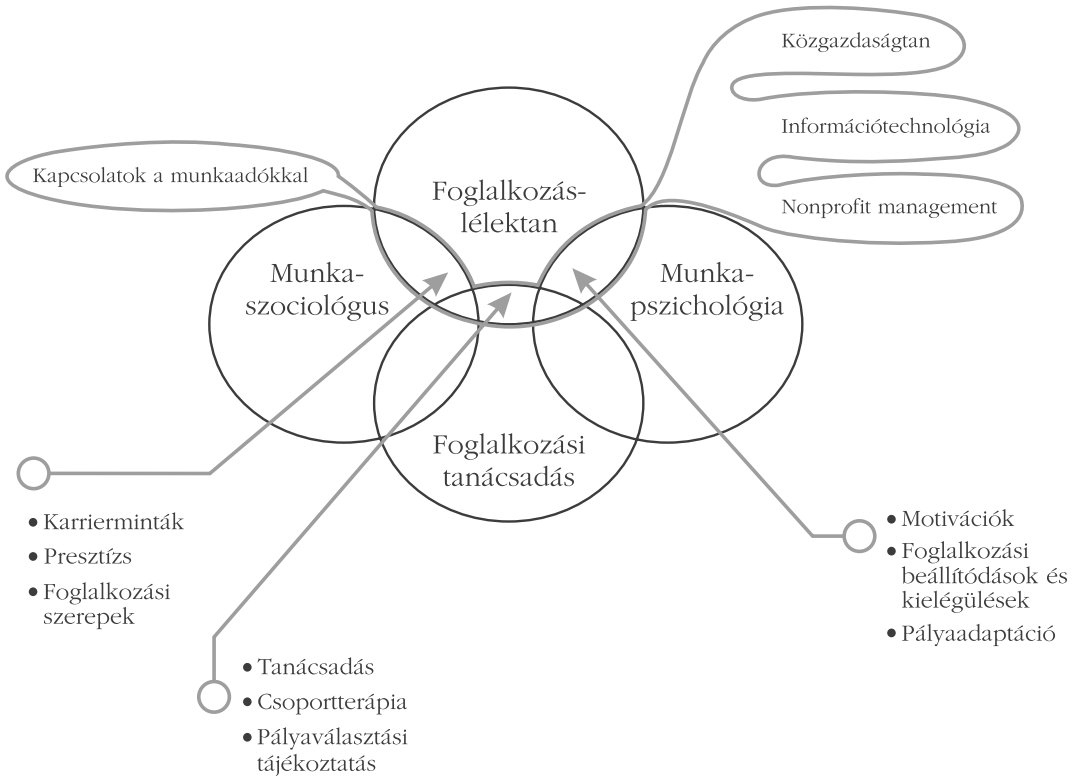 Közgazdaságtan
Információtechnológia
Nonprofit management
Kapcsolatok a munkaadókkal
Foglalkozás-
lélektan
Munka-
szociológus
Munka-
pszichológia
Foglalkozási
tanácsadás
• Karrierminták
• Presztízs
• Foglalkozási
szerepek
• Tanácsadás
• Csoportterápia
• Pályaválasztási
tájékoztatás
• Motivációk
• Foglalkozási
beállítódások és
kielégülések
• Pályaadaptáció